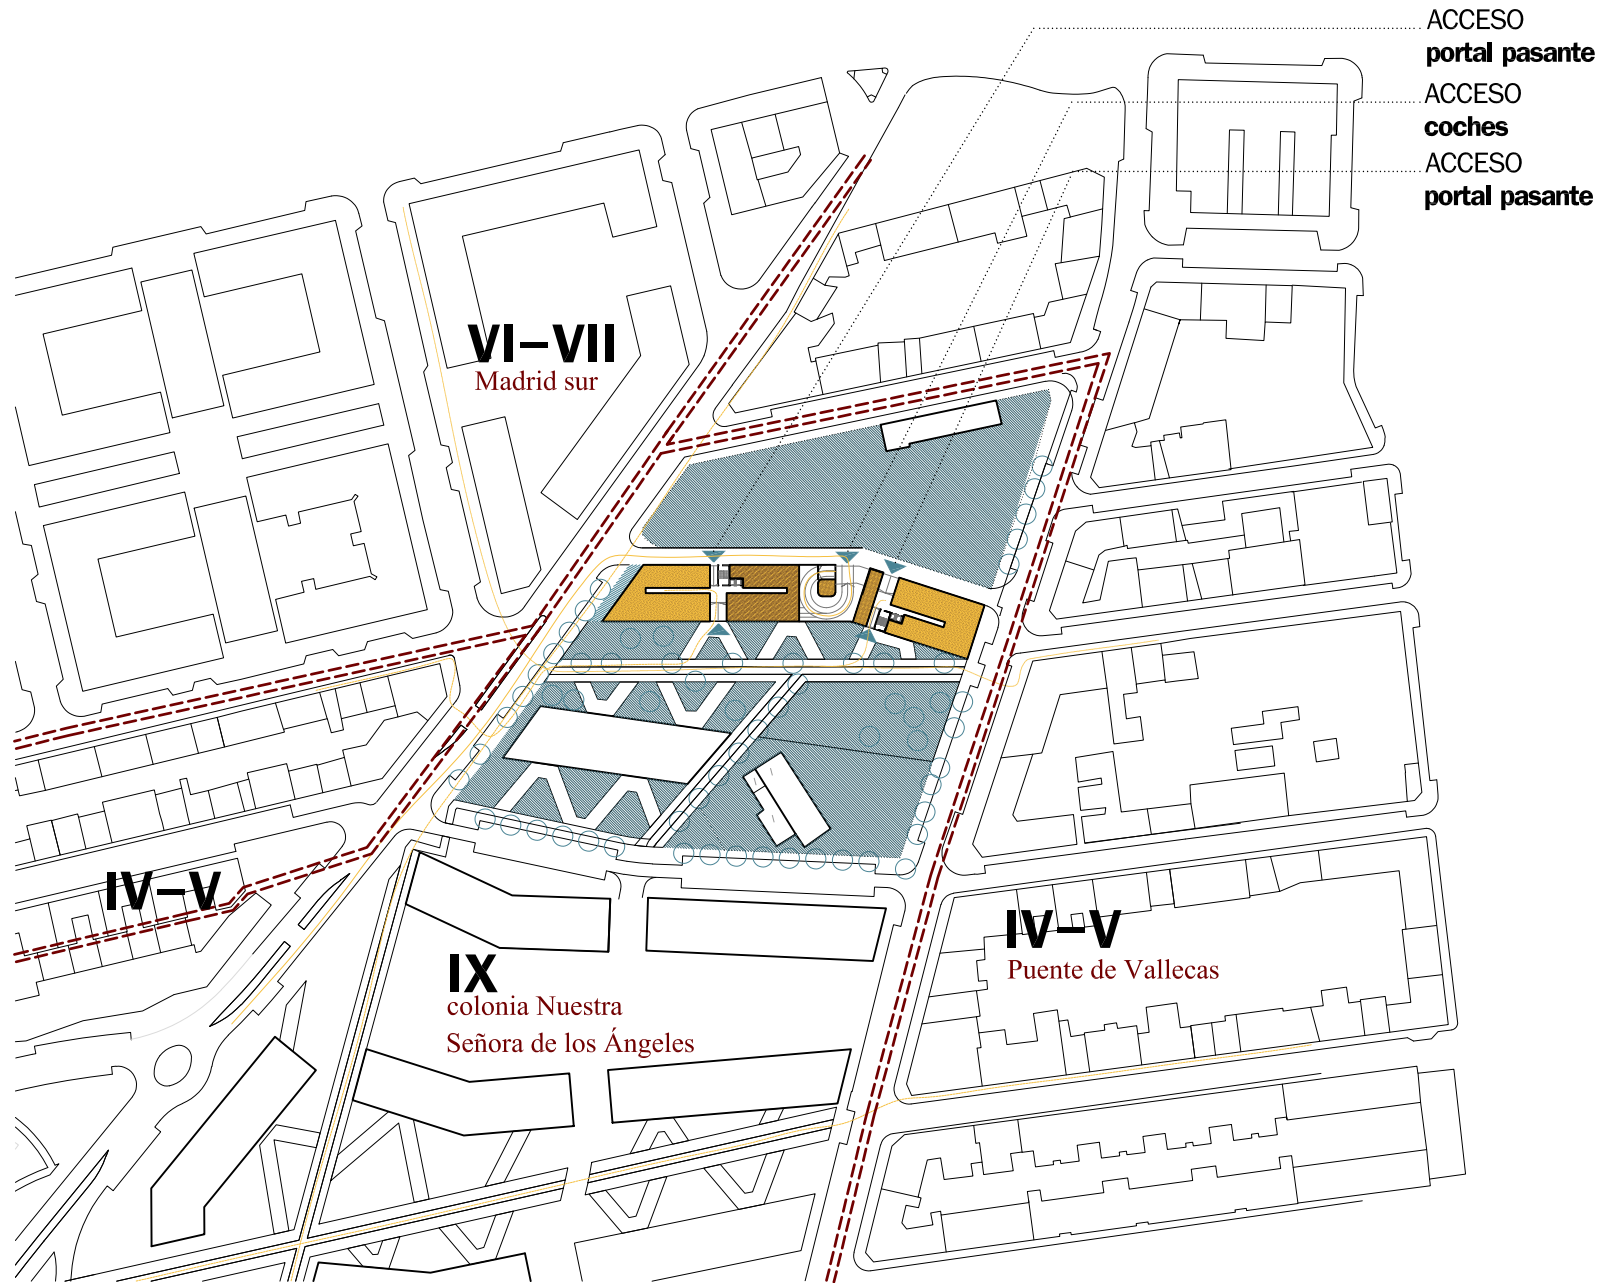 ACCESO
portal pasante
ACCESO
coches
ACCESO
portal pasante
VI–VII
Madrid sur
IV–V
IX
colonia Nuestra
Señora de los Ángeles
IV–V
Puente de Vallecas